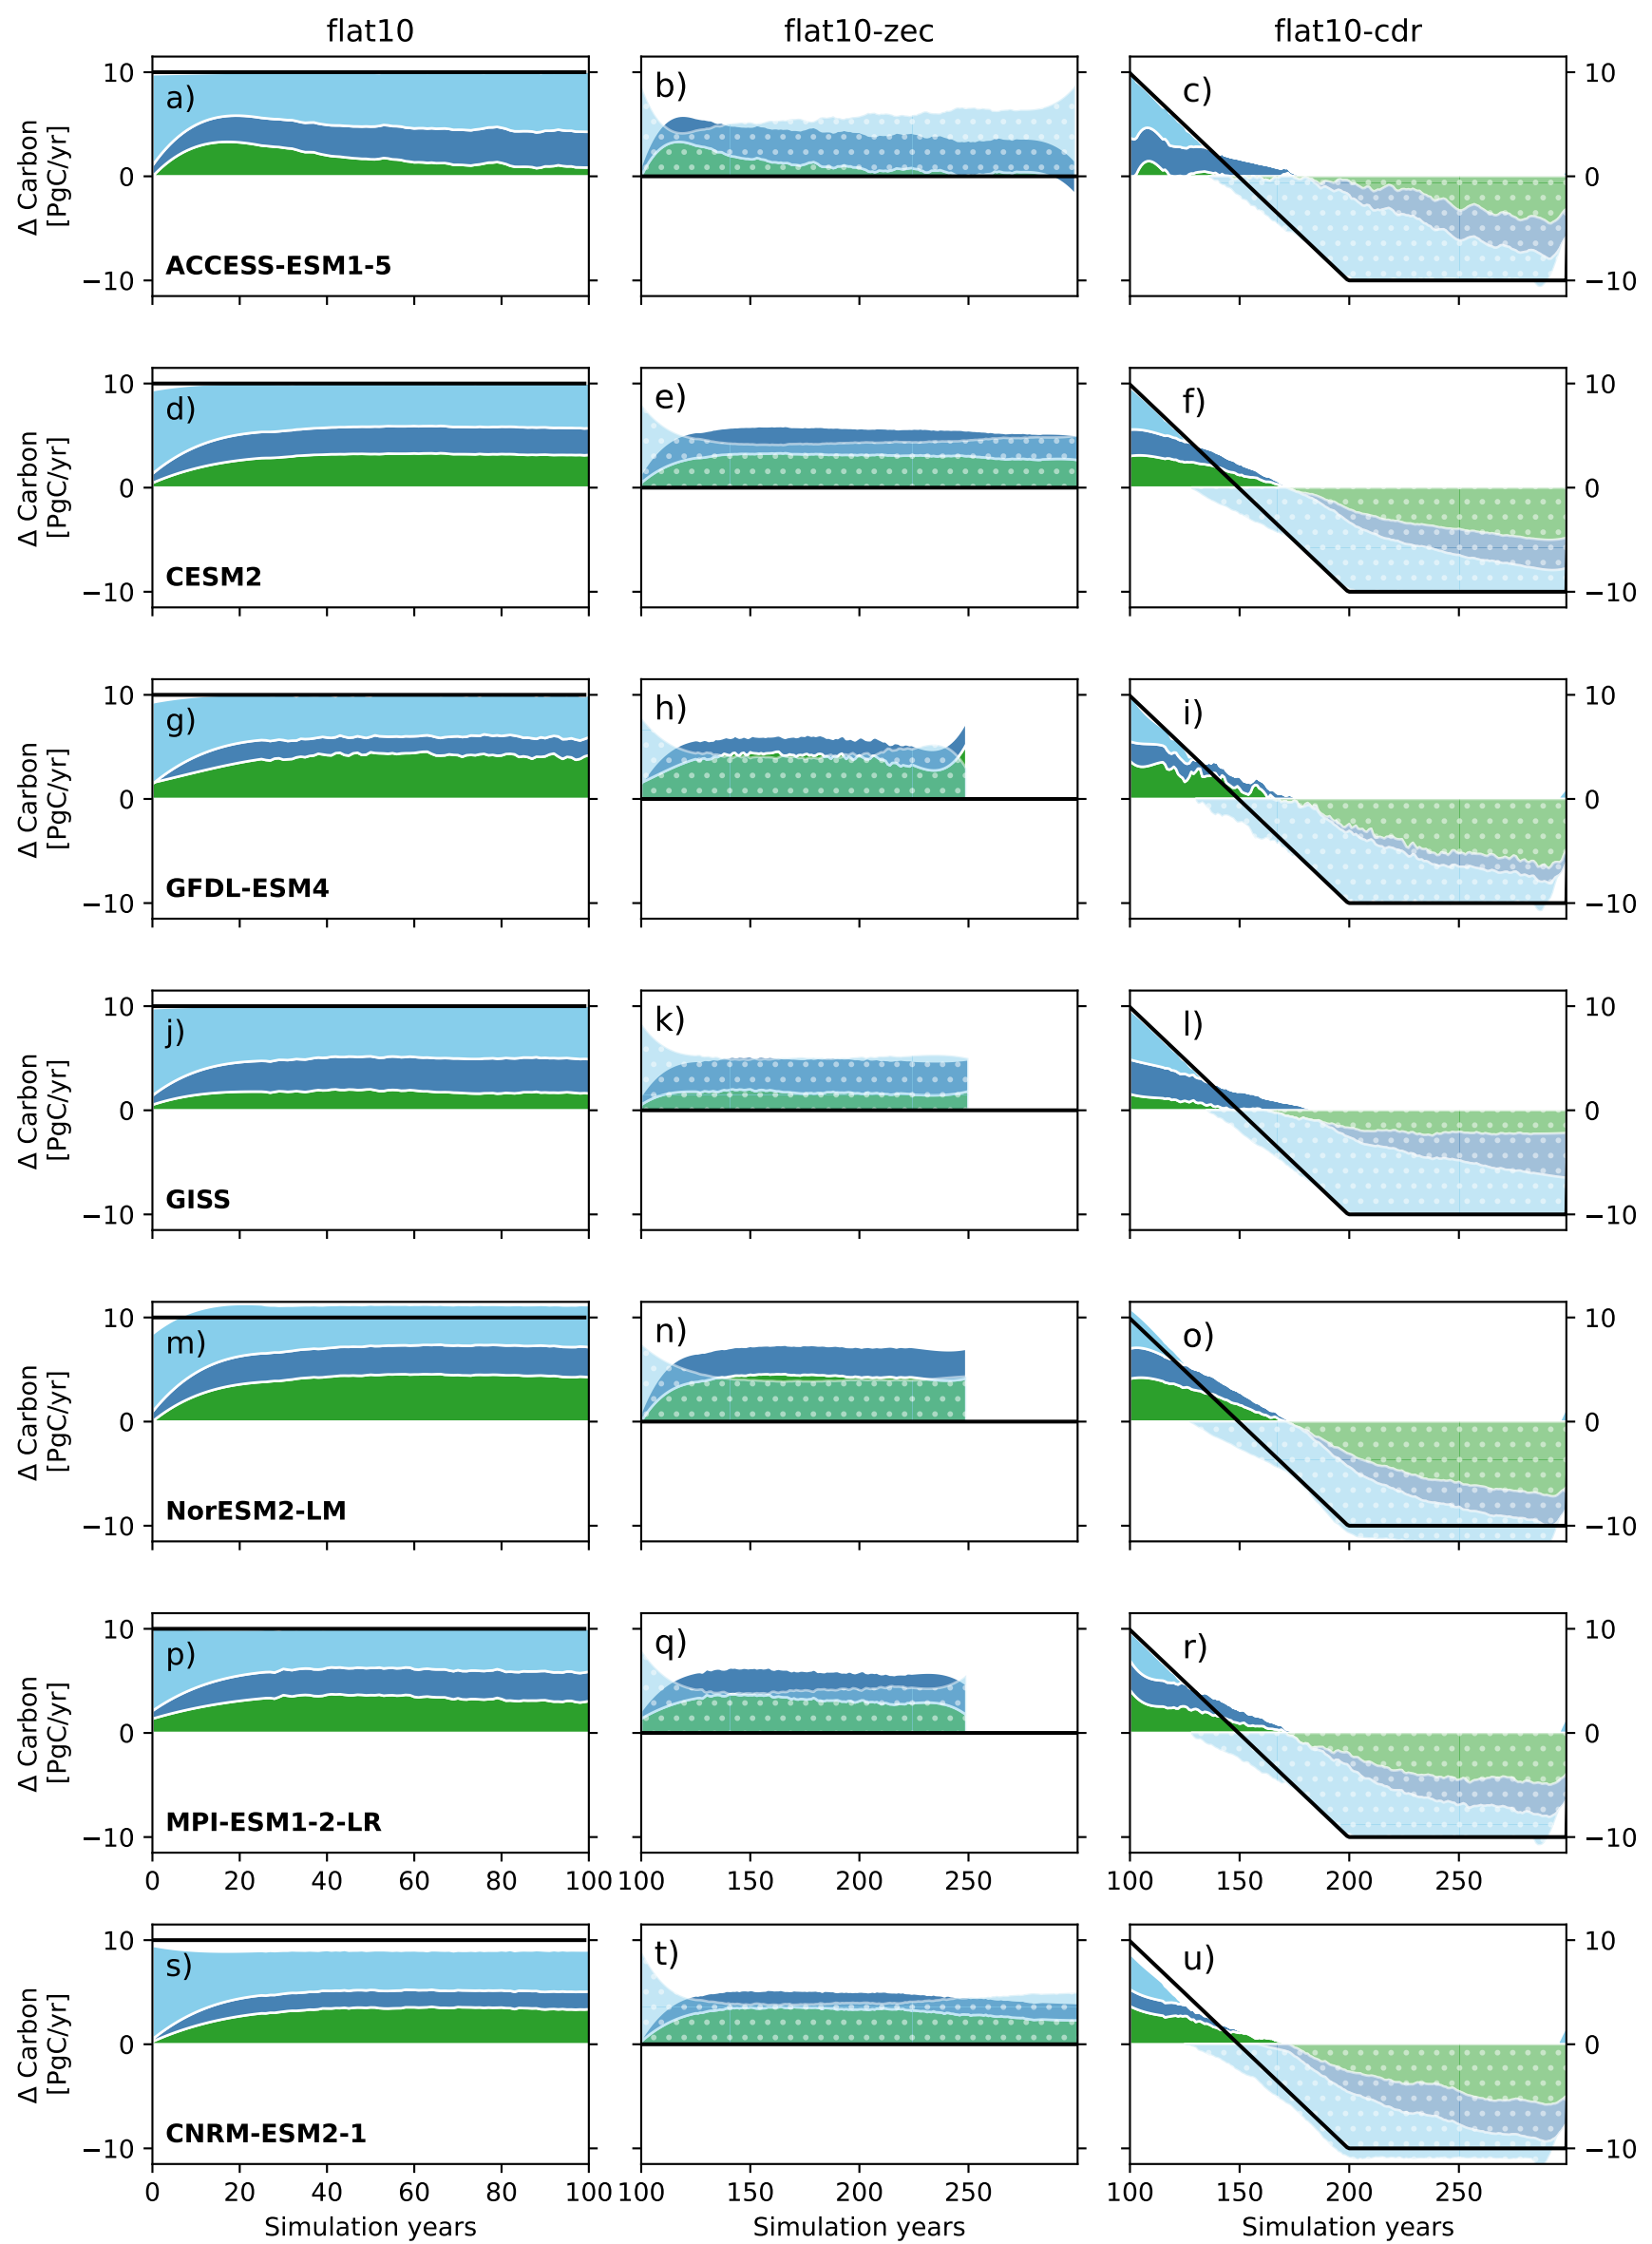 flat10 flat10-zec flat10-cdr
10 a) b) c) 10
Δ Carbon
[PgC/yr]
0 0
ACCESS-ESM1-5
−10 −10
10 d) e) f) 10
Δ Carbon
[PgC/yr]
0 0
CESM2
−10 −10
10 g) h) i) 10
Δ Carbon
[PgC/yr]
0 0
GFDL-ESM4
−10 −10
10 j) k) l) 10
Δ Carbon
[PgC/yr]
0 0
GISS
−10 −10
10 m) n) o) 10
Δ Carbon
[PgC/yr]
0 0
NorESM2-LM
−10 −10
10 p) q) r) 10
Δ Carbon
[PgC/yr]
0 0
MPI-ESM1-2-LR
−10 −10
0 20 40 60 80 100 100 150 200 250 100 150 200 250
10 s) t) u) 10
Δ Carbon
[PgC/yr]
0 0
CNRM-ESM2-1
−10 −10
0 20 40 60 80 100 100 150 200 250 100 150 200 250
Simulation years Simulation years Simulation years